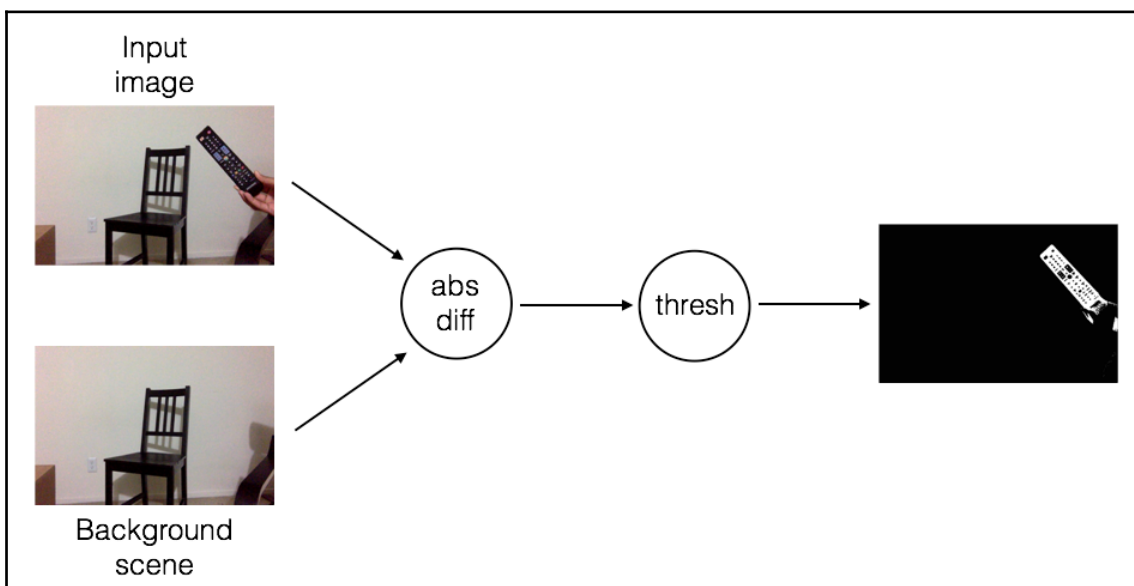 Input
image
abs
diff
thresh
Background
scene